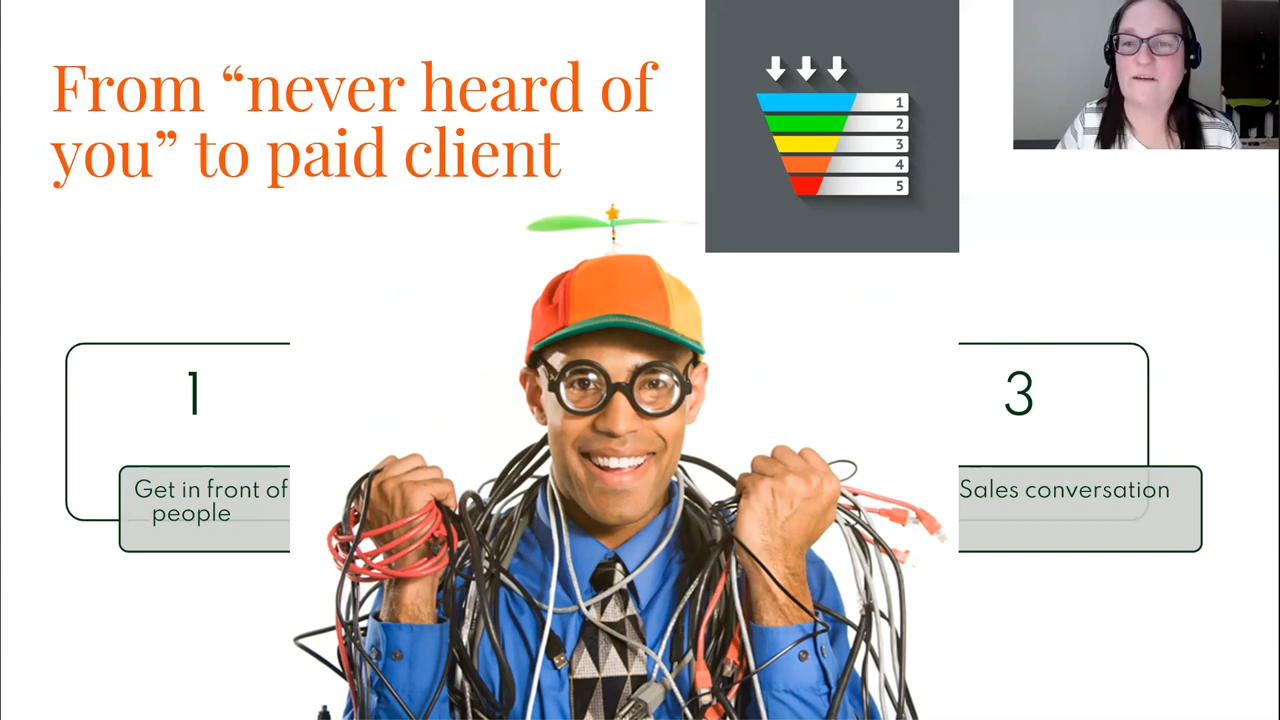 From “never heard of
you” to paid client
1
2
3
4
5
1
Get in front of
people
3
Sales conversation